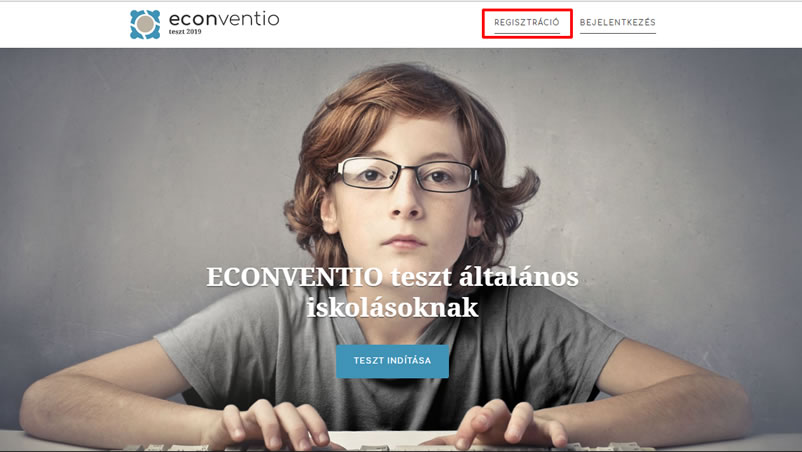 econventio
teszt 2019
REGISZTRÁCIÓ
BEJELENTKEZÉS
ECONVENTIO teszt általános
iskolásoknak
TESZT INDÍTÁSA